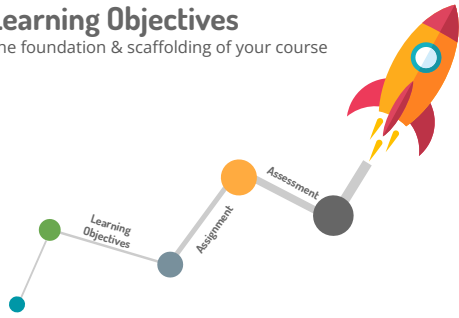 Learning Objectives
he foundation & scaffolding of your course
Learning
Objectives
Assignment
Assessment